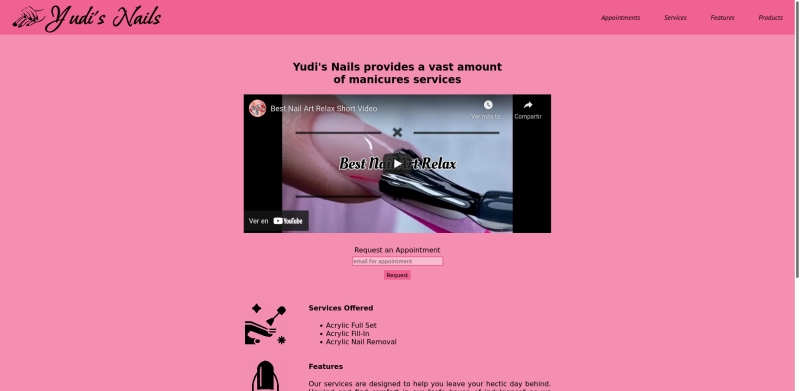 Yudi's Nails
Appointments
Services
Features
Products
Yudi's Nails provides a vast amount
of manicures services
Best Nail Art Relax Short Video
Ver más ta...
Compartir
Best Nail Art Relax
Ver en YouTube
Request an Appointment
email for appointment
Request
Services Offered
Acrylic Full Set
Acrylic Fill-In
Acrylic Nail Removal
Features
Our services are designed to help you leave your hectic day behind.